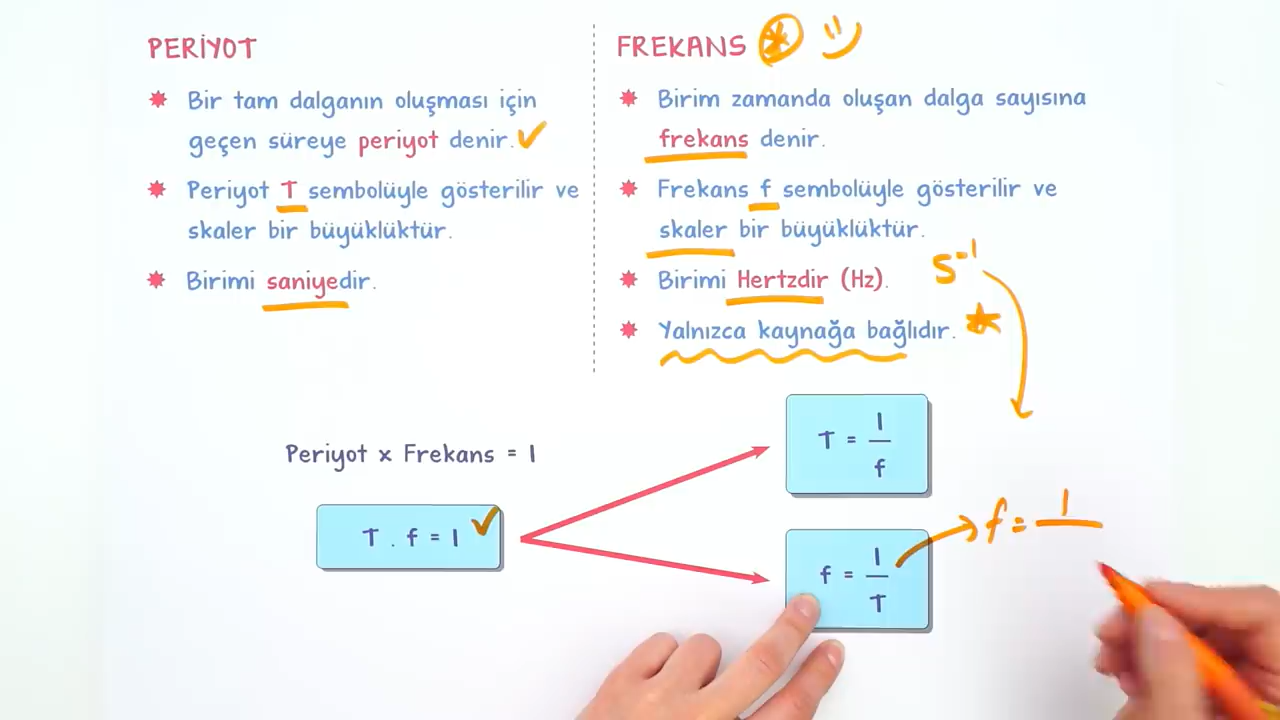 PERİYOT
Bir tam dalganın oluşması için
geçen süreye periyot denir.
Periyot T sembolüyle gösterilir ve
skaler bir büyüklüktür.
Birimi saniyedir.
FREKANS
Birim zamanda oluşan dalga sayısına
frekans denir.
Frekans f sembolüyle gösterilir ve
skaler bir büyüklüktür.
Birimi Hertzdir (Hz).
s⁻¹
Yalnızca kaynağa bağlıdır.
Periyot x Frekans = 1
T . f = 1
T = 1/f
f = 1/T
f = 1/